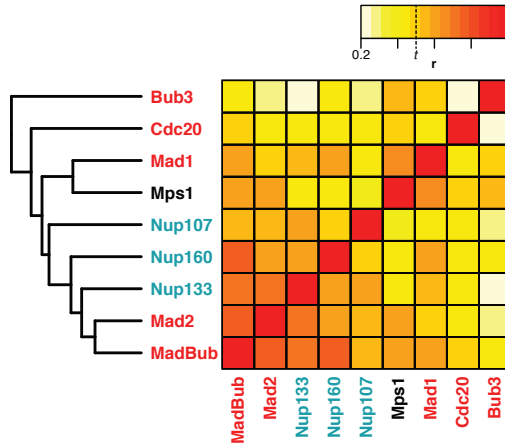 0.2
t
r
Bub3
Cdc20
Mad1
Mps1
Nup107
Nup160
Nup133
Mad2
MadBub
MadBub
Mad2
Nup133
Nup160
Nup107
Mps1
Mad1
Cdc20
Bub3